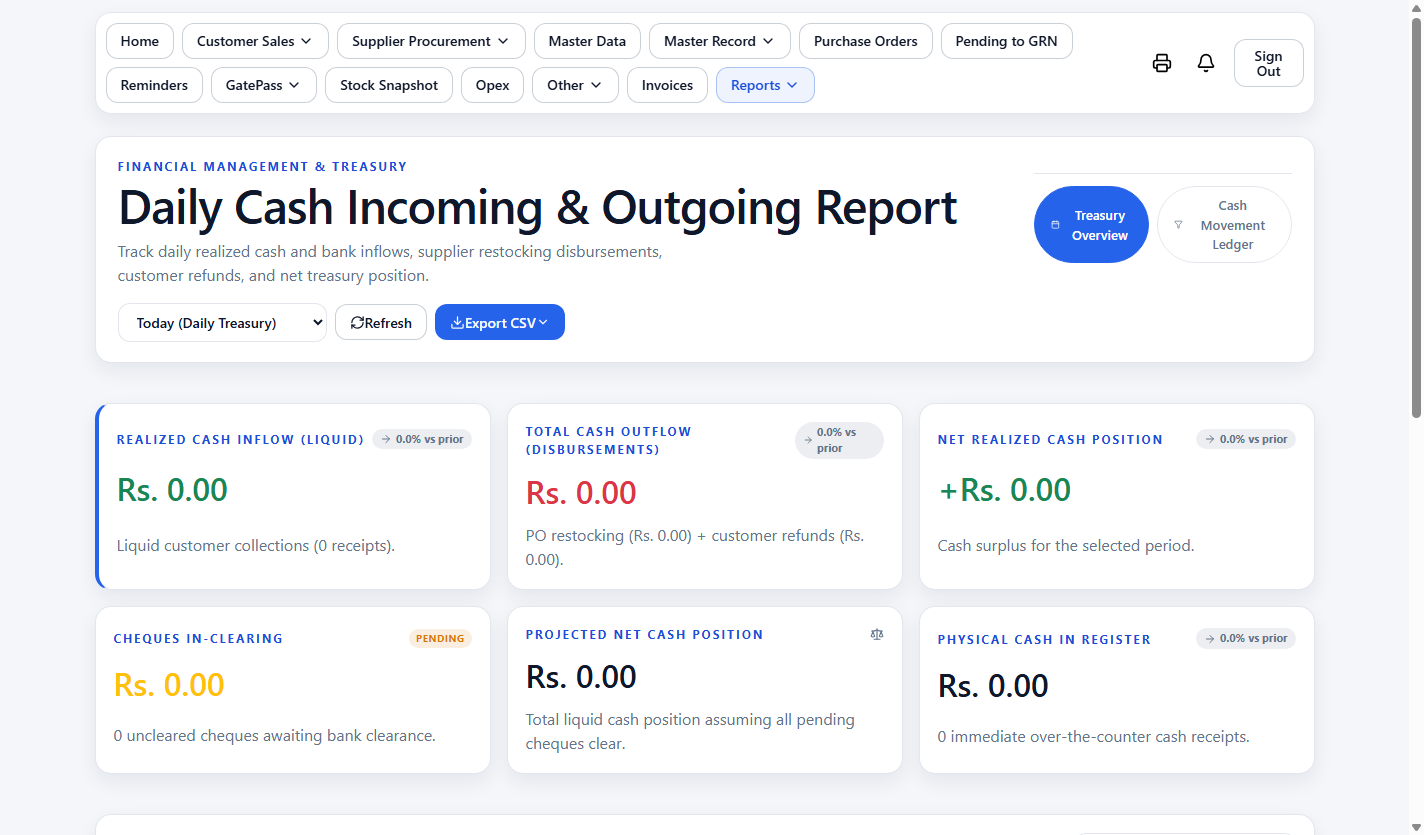 Home
Customer Sales
Supplier Procurement
Master Data
Master Record
Purchase Orders
Pending to GRN
Reminders
GatePass
Stock Snapshot
Opex
Other
Invoices
Reports
Sign
Out
FINANCIAL MANAGEMENT & TREASURY
Daily Cash Incoming & Outgoing Report
Track daily realized cash and bank inflows, supplier restocking disbursements,
customer refunds, and net treasury position.
Treasury
Overview
Cash
Movement
Ledger
Today (Daily Treasury)
Refresh
Export CSV
REALIZED CASH INFLOW (LIQUID)
0.0% vs prior
Rs. 0.00
Liquid customer collections (0 receipts).
TOTAL CASH OUTFLOW
(DISBURSEMENTS)
0.0% vs
prior
Rs. 0.00
PO restocking (Rs. 0.00) + customer refunds (Rs.
0.00).
NET REALIZED CASH POSITION
0.0% vs prior
+Rs. 0.00
Cash surplus for the selected period.
CHEQUES IN-CLEARING
PENDING
Rs. 0.00
0 uncleared cheques awaiting bank clearance.
PROJECTED NET CASH POSITION
Rs. 0.00
Total liquid cash position assuming all pending
cheques clear.
PHYSICAL CASH IN REGISTER
0.0% vs prior
Rs. 0.00
0 immediate over-the-counter cash receipts.